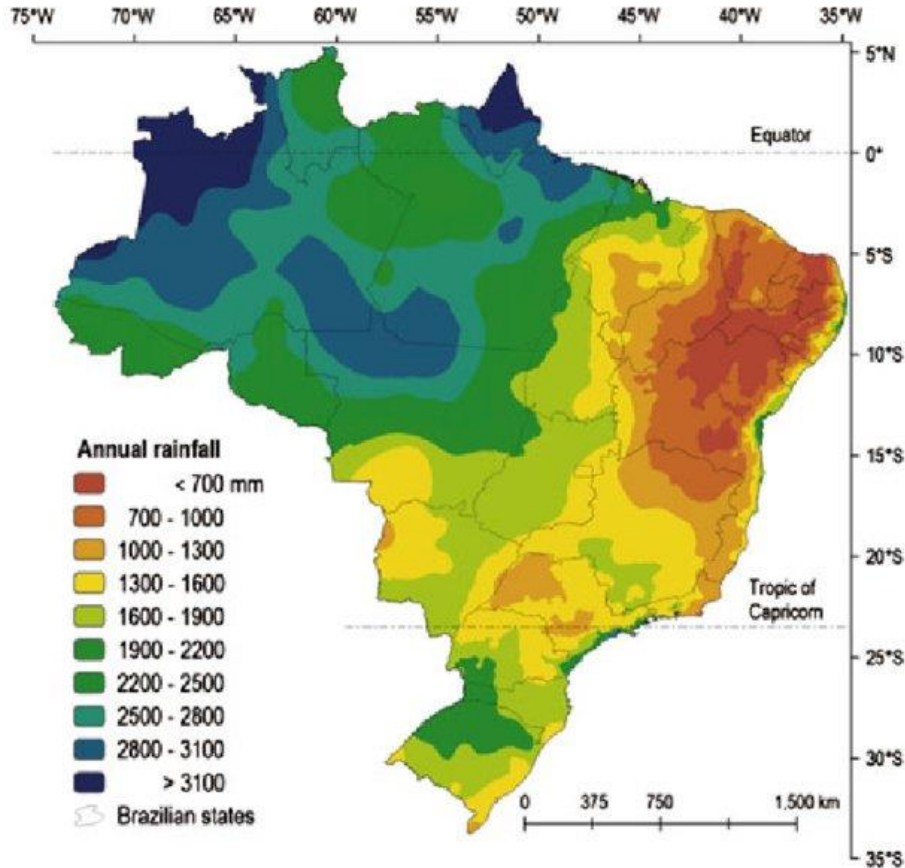 75°W 70°W 65°W 60°W 55°W 50°W 45°W 40°W 35°W
5°N
Equator
0°
5°S
10°S
15°S
20°S
Tropic of
Capricorn
25°S
30°S
35°S
Annual rainfall
< 700 mm
700 - 1000
1000 - 1300
1300 - 1600
1600 - 1900
1900 - 2200
2200 - 2500
2500 - 2800
2800 - 3100
> 3100
Brazilian states
0 375 750 1,500 km